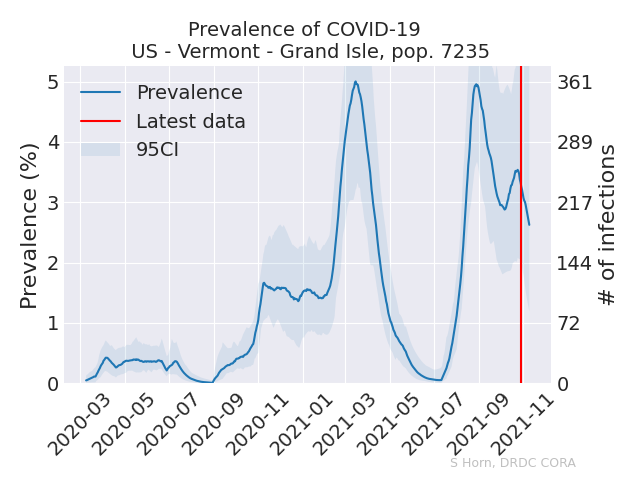 Prevalence of COVID-19
US - Vermont - Grand Isle, pop. 7235
Prevalence
Latest data
95CI
Prevalence (%)
5
4
3
2
1
0
361
289
217
144
72
0
# of infections
2020-03
2020-05
2020-07
2020-09
2020-11
2021-01
2021-03
2021-05
2021-07
2021-09
2021-11
S Horn, DRDC CORA